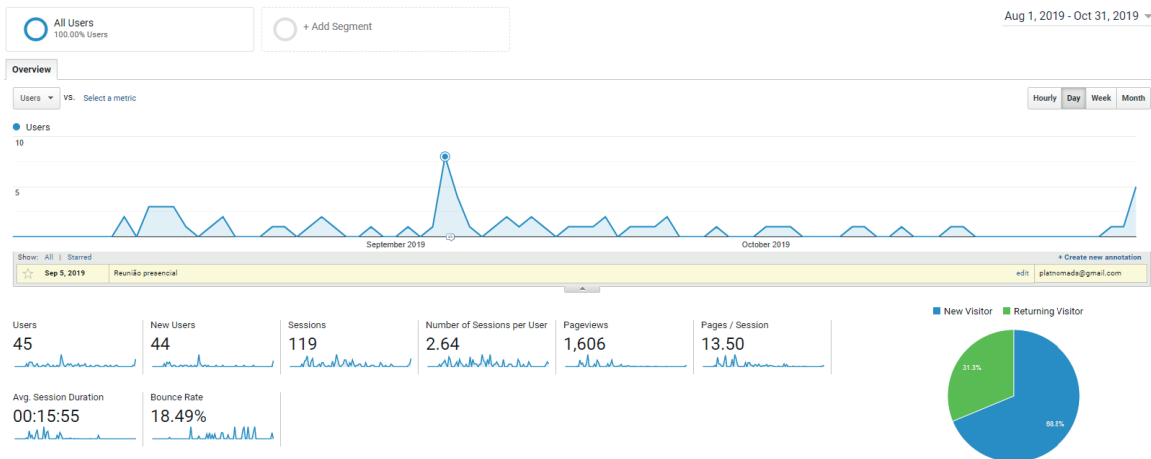 All Users
100.00% Users
+ Add Segment
Aug 1, 2019 - Oct 31, 2019
Overview
Users VS. Select a metric
Hourly Day Week Month
Users
10
5
September 2019 October 2019
Show: All | Starred + Create new annotation
Sep 5, 2019 Reunião presencial edit platnomada@gmail.com
New Visitor Returning Visitor
Users New Users Sessions Number of Sessions per User Pageviews Pages / Session
45 44 119 2.64 1,606 13.50
31.3%
Avg. Session Duration Bounce Rate
00:15:55 18.49%
68.8%